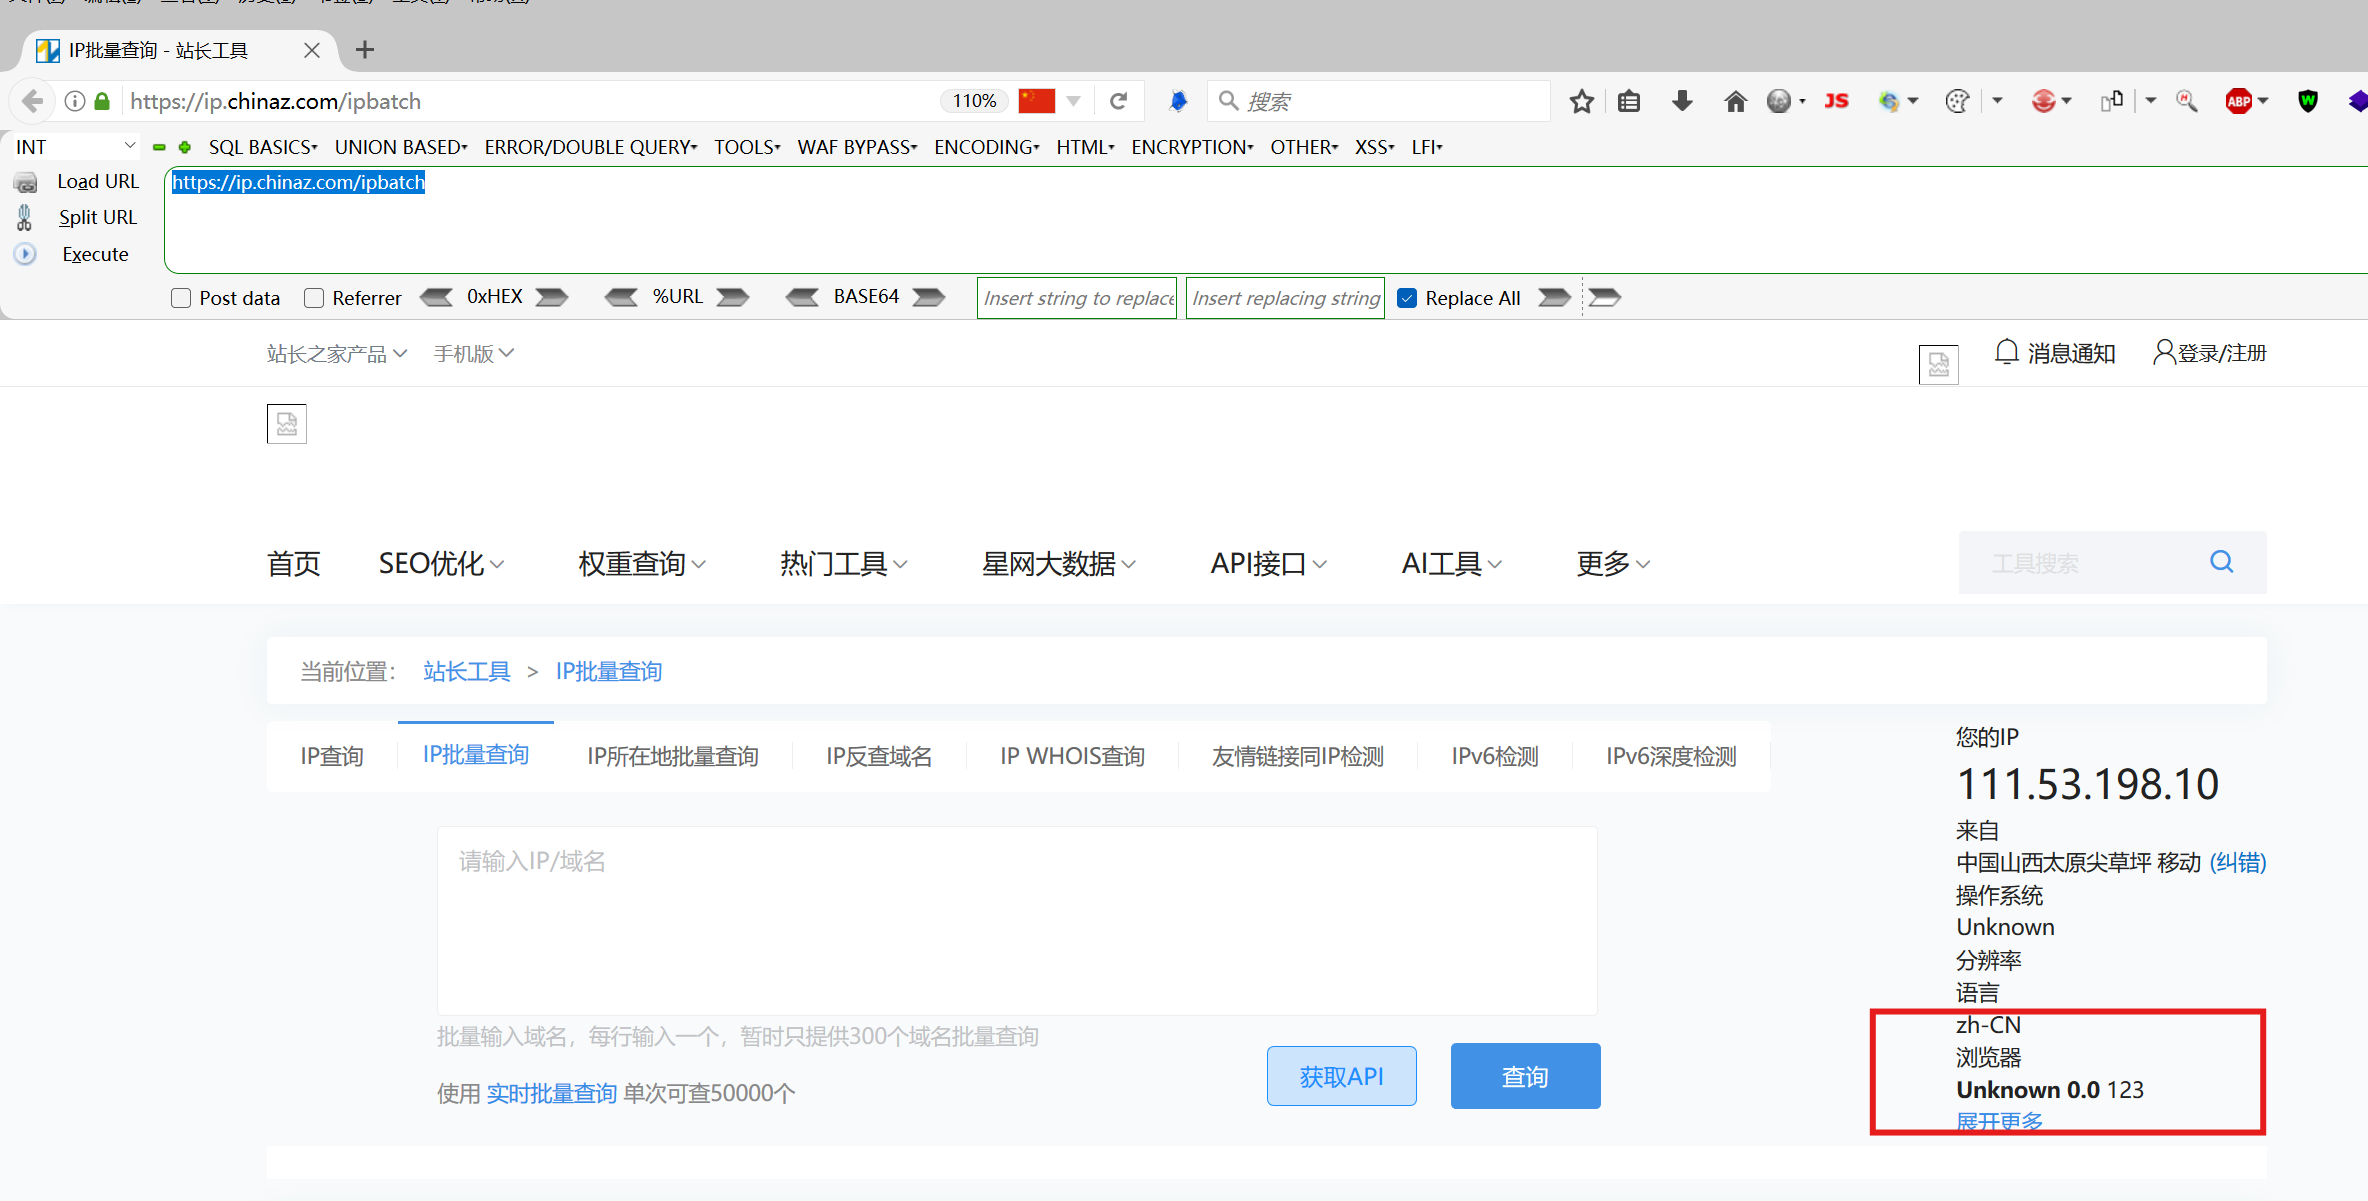 IP批量查询 - 站长工具
https://ip.chinaz.com/ipbatch
110%
搜索
JS
ABP
W
INT
SQL BASICS
UNION BASED
ERROR/DOUBLE QUERY
TOOLS
WAF BYPASS
ENCODING
HTML
ENCRYPTION
OTHER
XSS
LFI
Load URL
https://ip.chinaz.com/ipbatch
Split URL
Execute
Post data
Referrer
0xHEX
%URL
BASE64
Insert string to replace
Insert replacing string
Replace All
站长之家产品
手机版
消息通知
登录/注册
首页
SEO优化
权重查询
热门工具
星网大数据
API接口
AI工具
更多
工具搜索
当前位置： 站长工具 > IP批量查询
IP查询
IP批量查询
IP所在地批量查询
IP反查域名
IP WHOIS查询
友情链接同IP检测
IPv6检测
IPv6深度检测
请输入IP/域名
批量输入域名，每行输入一个，暂时只提供300个域名批量查询
使用 实时批量查询 单次可查50000个
获取API
查询
您的IP
111.53.198.10
来自
中国山西太原尖草坪 移动 (纠错)
操作系统
Unknown
分辨率
语言
zh-CN
浏览器
Unknown 0.0 123
展开更多